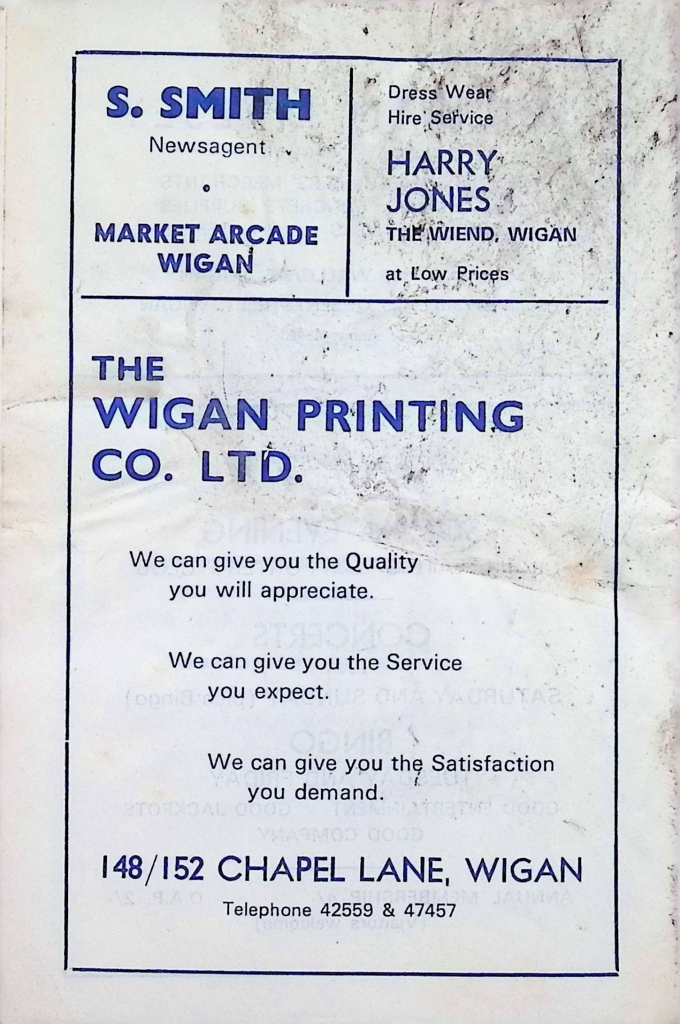 S. SMITH
Newsagent
MARKET ARCADE
WIGAN
Dress Wear
Hire Service
HARRY
JONES
THE WIEND, WIGAN
at Low Prices
THE
WIGAN PRINTING
CO. LTD.
We can give you the Quality
you will appreciate.
We can give you the Service
you expect.
We can give you the Satisfaction
you demand.
148/152 CHAPEL LANE, WIGAN
Telephone 42559 & 47457